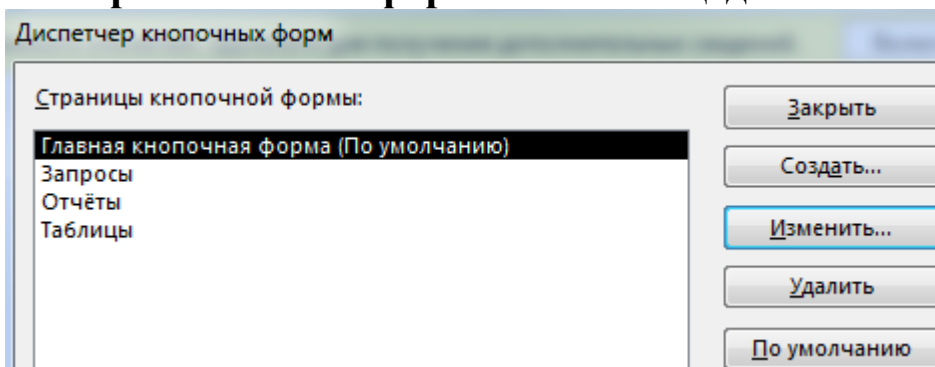 Диспетчер кнопочных форм
Страницы кнопочной формы:
Главная кнопочная форма (По умолчанию)
Запросы
Отчёты
Таблицы
Закрыть
Создать...
Изменить...
Удалить
По умолчанию